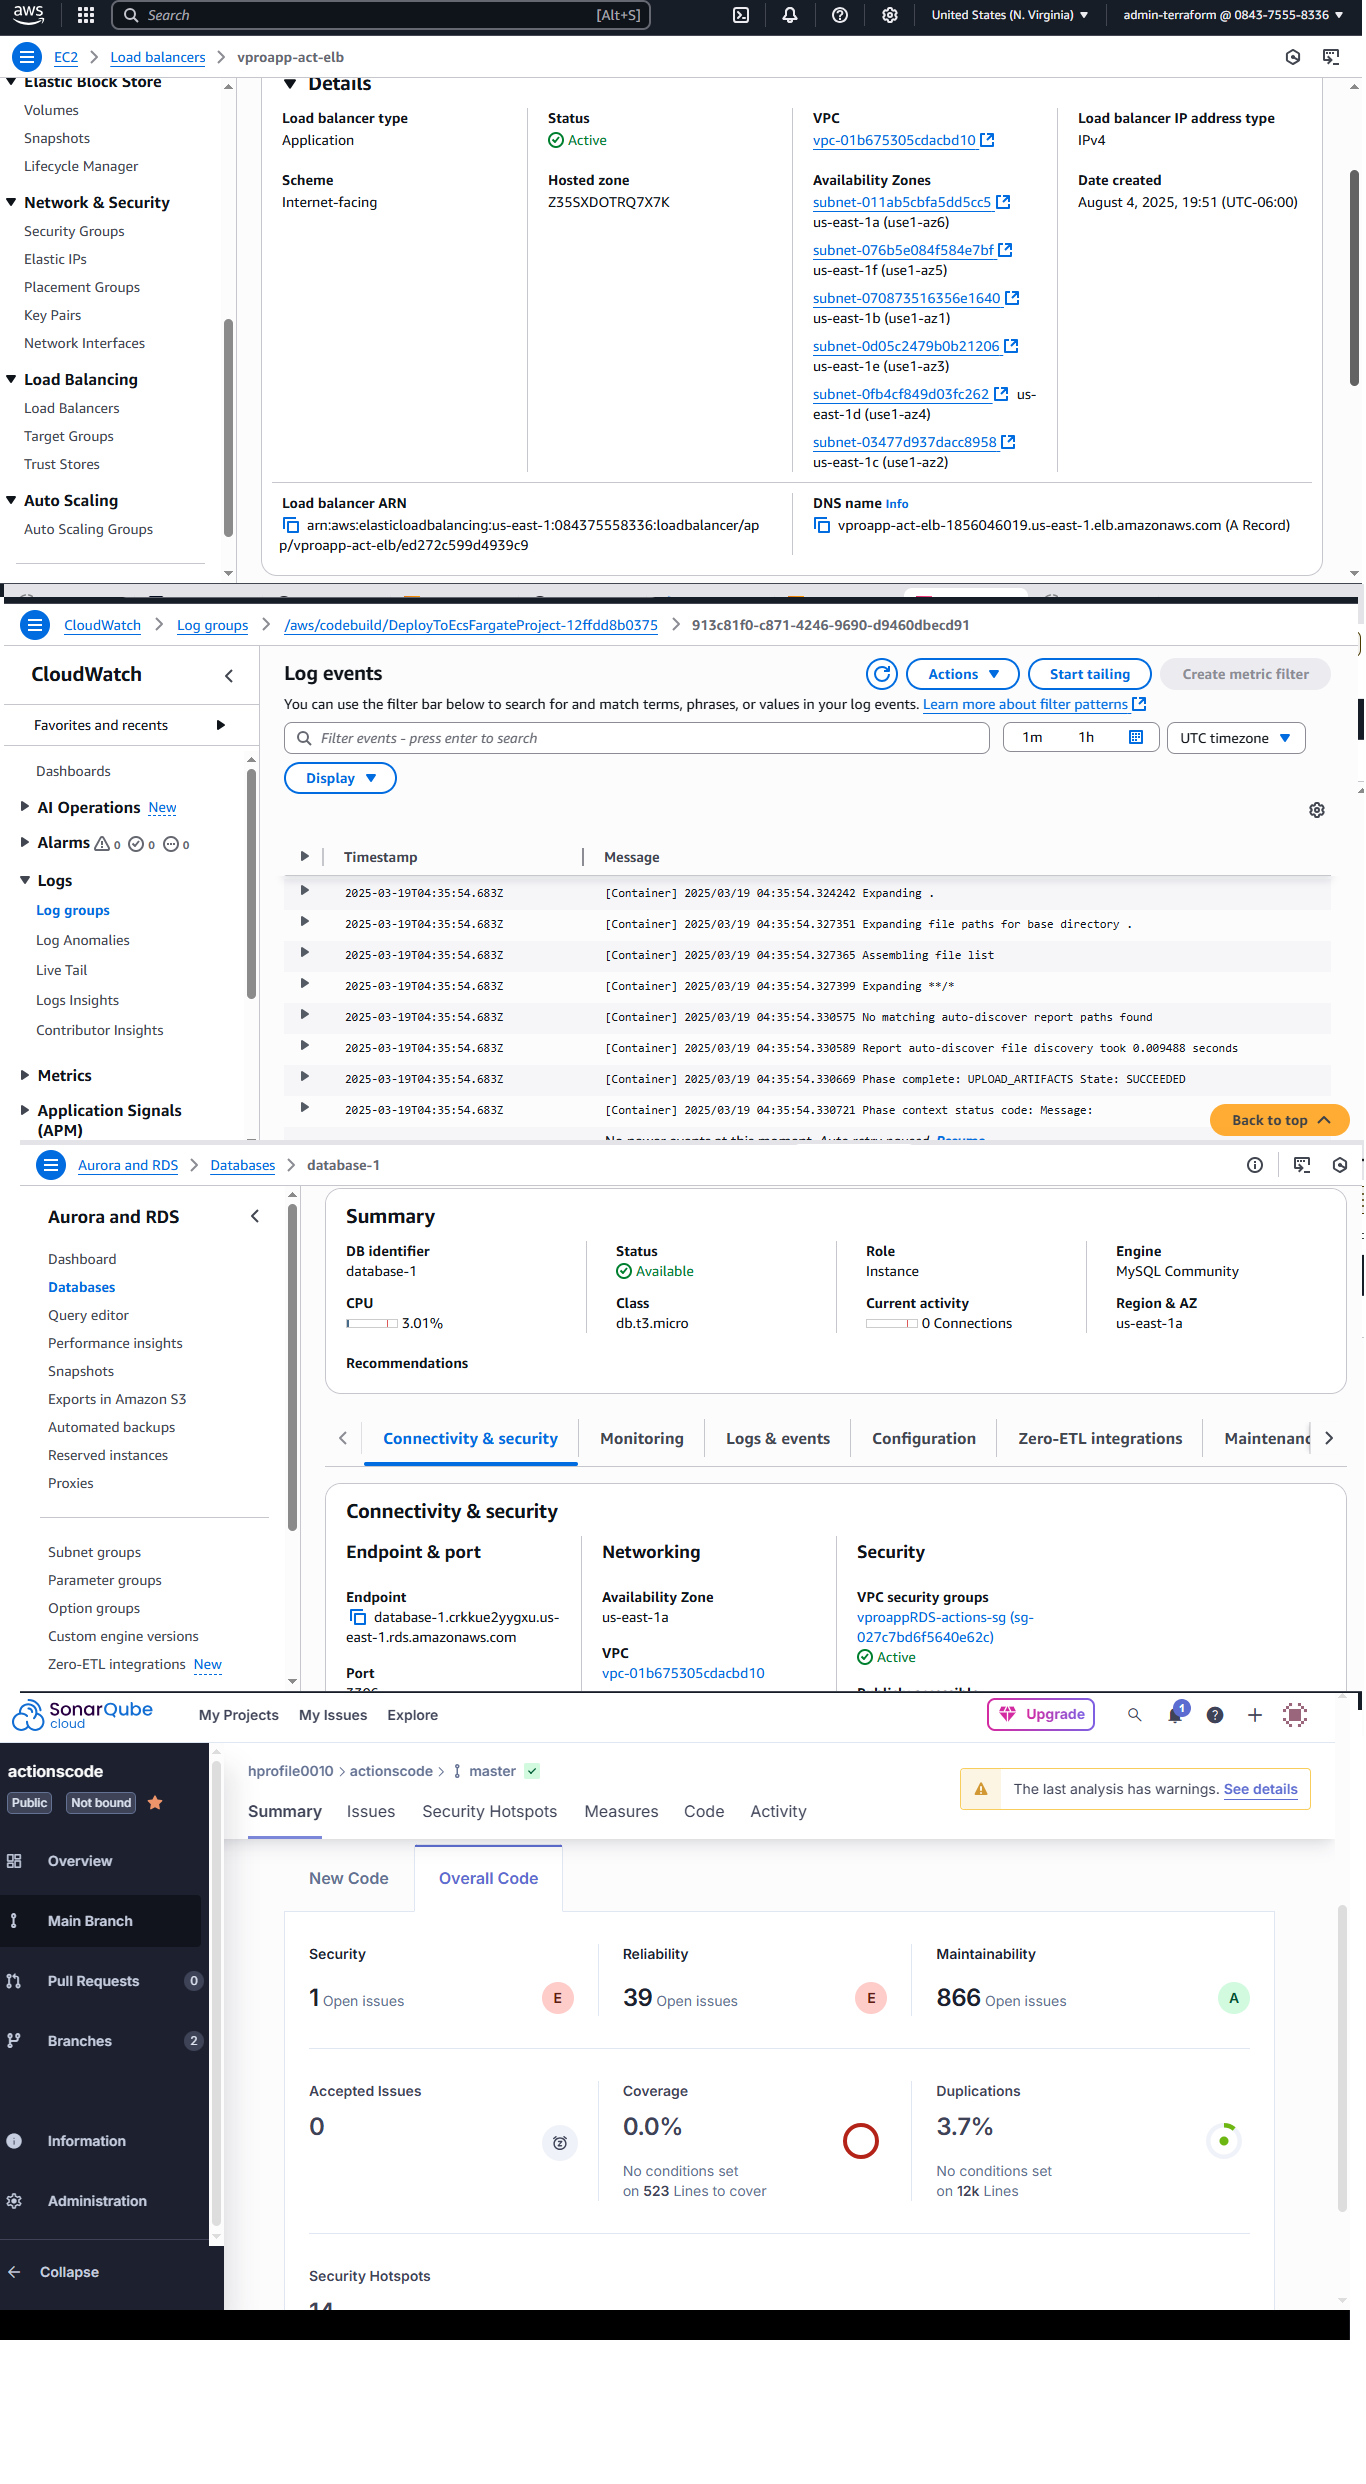 aws
Search
[Alt+S]
United States (N. Virginia)
admin-terraform @ 0843-7555-8336
EC2
Load balancers
vproapp-act-elb
Elastic Block Store
Volumes
Snapshots
Lifecycle Manager
Network & Security
Security Groups
Elastic IPs
Placement Groups
Key Pairs
Network Interfaces
Load Balancing
Load Balancers
Target Groups
Trust Stores
Auto Scaling
Auto Scaling Groups
Details
Load balancer type
Application
Status
Active
VPC
vpc-01b675305cdacbd10
Load balancer IP address type
IPv4
Scheme
Internet-facing
Hosted zone
Z35SXDOTRQ7X7K
Availability Zones
subnet-011ab5cbfa5dd5cc5
us-east-1a (use1-az6)
subnet-076b5e084f584e7bf
us-east-1f (use1-az5)
subnet-070873516356e1640
us-east-1b (use1-az1)
subnet-0d05c2479b0b21206
us-east-1e (use1-az3)
subnet-0fb4cf849d03fc262 us-
east-1d (use1-az4)
subnet-03477d937dacc8958
us-east-1c (use1-az2)
Date created
August 4, 2025, 19:51 (UTC-06:00)
Load balancer ARN
arn:aws:elasticloadbalancing:us-east-1:084375558336:loadbalancer/ap
p/vproapp-act-elb/ed272c599d4939c9
DNS name Info
vproapp-act-elb-1856046019.us-east-1.elb.amazonaws.com (A Record)
CloudWatch
Log groups
/aws/codebuild/DeployToEcsFargateProject-12ffdd8b0375
913c81f0-c871-4246-9690-d9460dbecd91
CloudWatch
Favorites and recents
Dashboards
AI Operations New
Alarms 0 0 0
Logs
Log groups
Log Anomalies
Live Tail
Logs Insights
Contributor Insights
Metrics
Application Signals
(APM)
Log events
Actions
Start tailing
Create metric filter
You can use the filter bar below to search for and match terms, phrases, or values in your log events. Learn more about filter patterns
Filter events - press enter to search
1m
1h
UTC timezone
Display
Timestamp
Message
2025-03-19T04:35:54.683Z [Container] 2025/03/19 04:35:54.324242 Expanding .
2025-03-19T04:35:54.683Z [Container] 2025/03/19 04:35:54.327351 Expanding file paths for base directory .
2025-03-19T04:35:54.683Z [Container] 2025/03/19 04:35:54.327365 Assembling file list
2025-03-19T04:35:54.683Z [Container] 2025/03/19 04:35:54.327399 Expanding **/*
2025-03-19T04:35:54.683Z [Container] 2025/03/19 04:35:54.330575 No matching auto-discover report paths found
2025-03-19T04:35:54.683Z [Container] 2025/03/19 04:35:54.330589 Report auto-discover file discovery took 0.009488 seconds
2025-03-19T04:35:54.683Z [Container] 2025/03/19 04:35:54.330669 Phase complete: UPLOAD_ARTIFACTS State: SUCCEEDED
2025-03-19T04:35:54.683Z [Container] 2025/03/19 04:35:54.330721 Phase context status code: Message:
Back to top
Aurora and RDS
Databases
database-1
Aurora and RDS
Dashboard
Databases
Query editor
Performance insights
Snapshots
Exports in Amazon S3
Automated backups
Reserved instances
Proxies
Subnet groups
Parameter groups
Option groups
Custom engine versions
Zero-ETL integrations New
Summary
DB identifier
database-1
Status
Available
Role
Instance
Engine
MySQL Community
CPU
3.01%
Class
db.t3.micro
Current activity
0 Connections
Region & AZ
us-east-1a
Recommendations
Connectivity & security
Monitoring
Logs & events
Configuration
Zero-ETL integrations
Maintenanc
Connectivity & security
Endpoint & port
Endpoint
database-1.crkkue2yygxu.us-
east-1.rds.amazonaws.com
Port
Networking
Availability Zone
us-east-1a
VPC
vpc-01b675305cdacbd10
Security
VPC security groups
vproappRDS-actions-sg (sg-
027c7bd6f5640e62c)
Active
SonarQube
cloud
My Projects
My Issues
Explore
Upgrade
1
actionscode
Public
Not bound
Overview
Main Branch
Pull Requests 0
Branches 2
Information
Administration
Collapse
hprofile0010 > actionscode > master
The last analysis has warnings. See details
Summary
Issues
Security Hotspots
Measures
Code
Activity
New Code
Overall Code
Security
1 Open issues
E
Reliability
39 Open issues
E
Maintainability
866 Open issues
A
Accepted Issues
0
Coverage
0.0%
No conditions set
on 523 Lines to cover
Duplications
3.7%
No conditions set
on 12k Lines
Security Hotspots